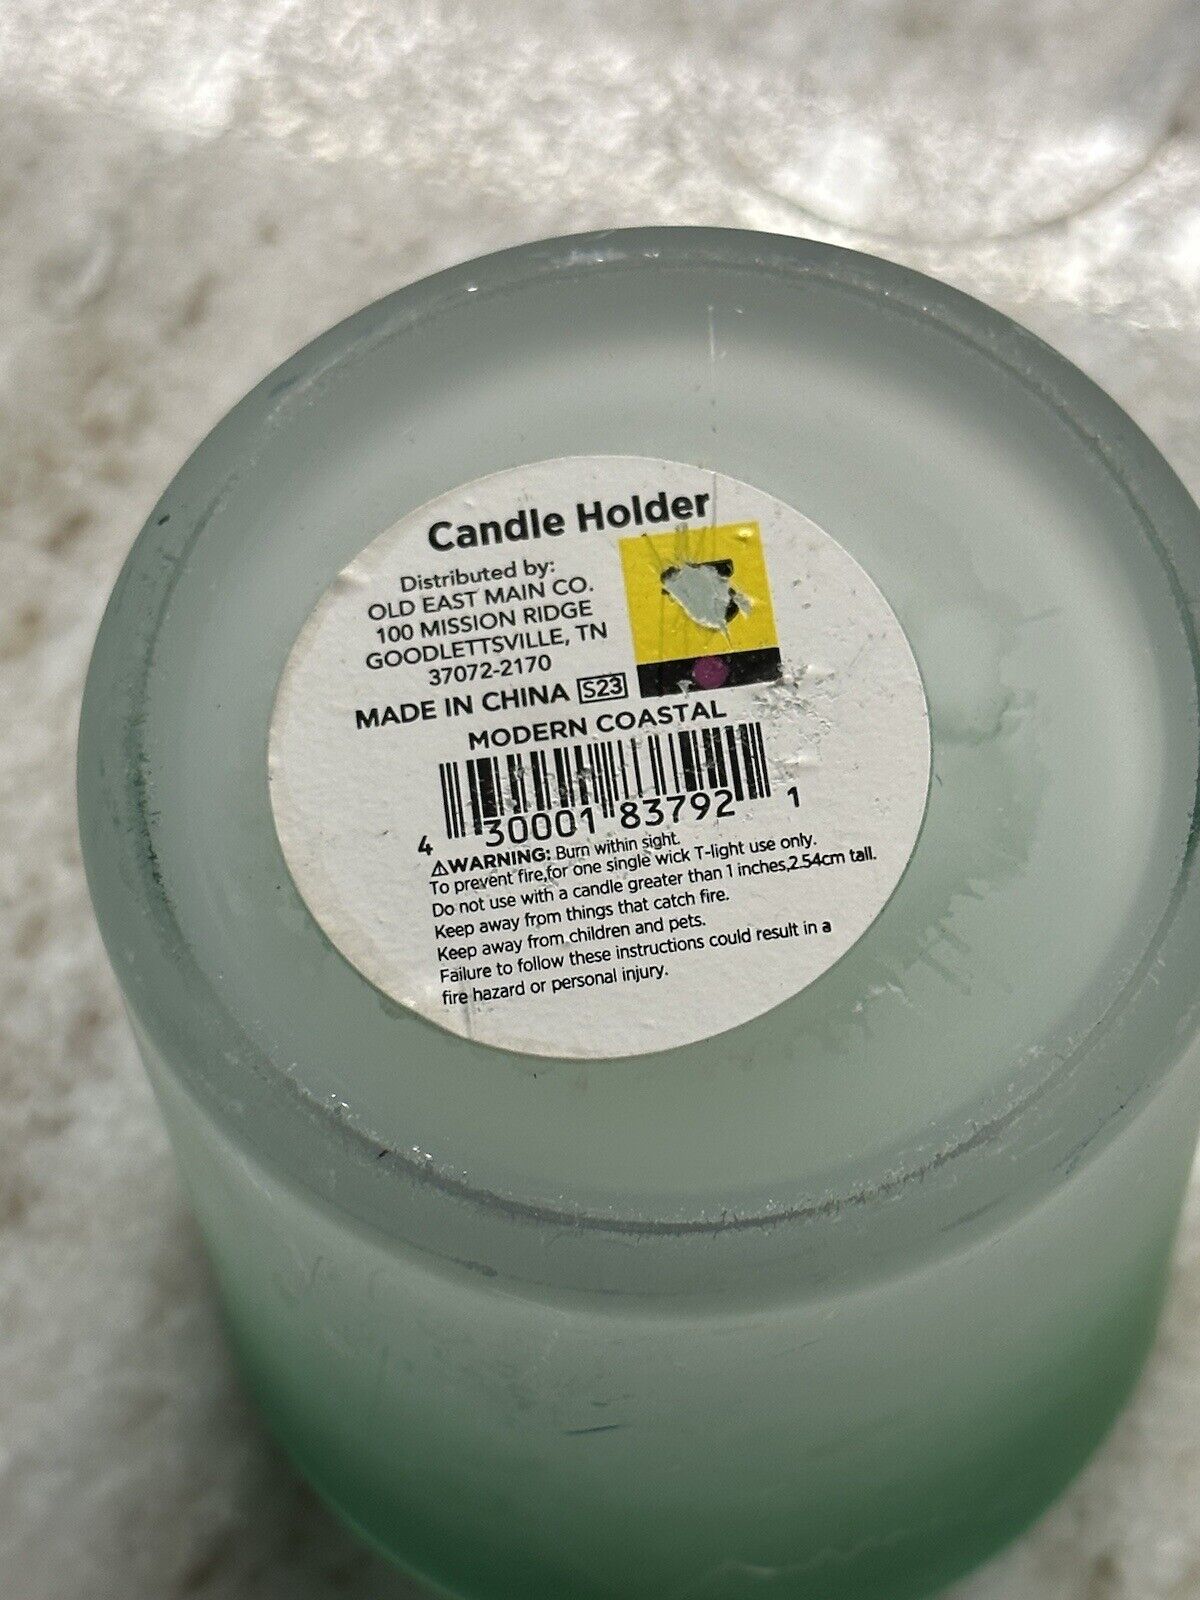 Candle Holder
Distributed by:
OLD EAST MAIN CO.
100 MISSION RIDGE
GOODLETTSVILLE, TN
37072-2170
MADE IN CHINA S23
MODERN COASTAL
4 30001 83792 1
⚠WARNING: Burn within sight.
To prevent fire,for one single wick T-light use only.
Do not use with a candle greater than 1 inches,2.54cm tall.
Keep away from things that catch fire.
Keep away from children and pets.
Failure to follow these instructions could result in a
fire hazard or personal injury.